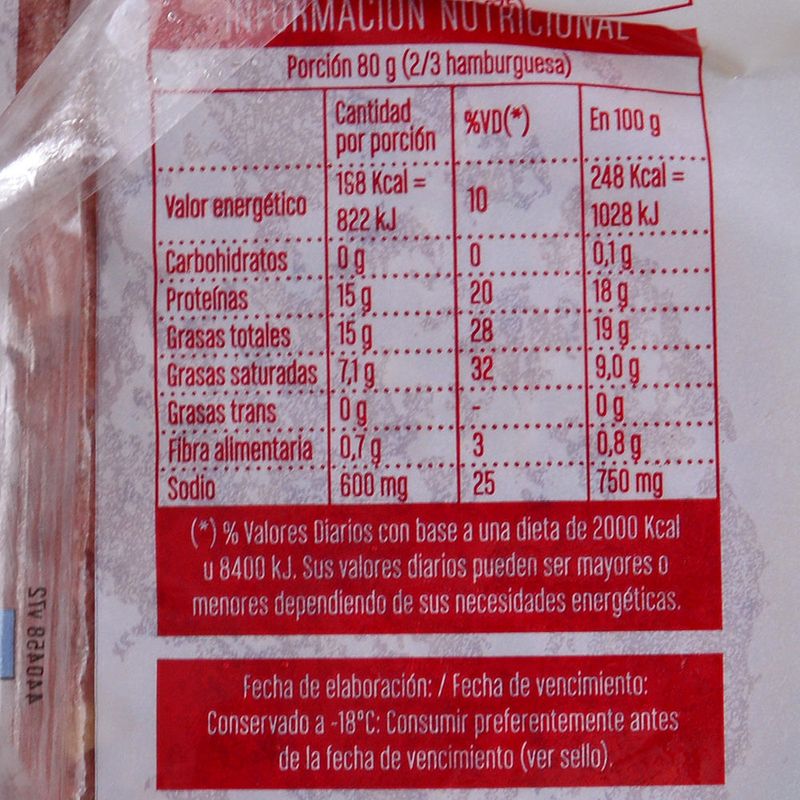 INFORMACIÓN NUTRICIONAL
Porción 80 g (2/3 hamburguesa)
Cantidad por porción %VD(*) En 100 g
Valor energético 198 Kcal = 822 kJ 10 248 Kcal = 1028 kJ
Carbohidratos 0 g 0 0,1 g
Proteínas 15 g 20 18 g
Grasas totales 15 g 28 19 g
Grasas saturadas 7,1 g 32 9,0 g
Grasas trans 0 g - 0 g
Fibra alimentaria 0,7 g 3 0,8 g
Sodio 600 mg 25 750 mg
(*) % Valores Diarios con base a una dieta de 2000 Kcal
u 8400 kJ. Sus valores diarios pueden ser mayores o
menores dependiendo de sus necesidades energéticas.
Fecha de elaboración: / Fecha de vencimiento:
Conservado a -18°C: Consumir preferentemente antes
de la fecha de vencimiento (ver sello).